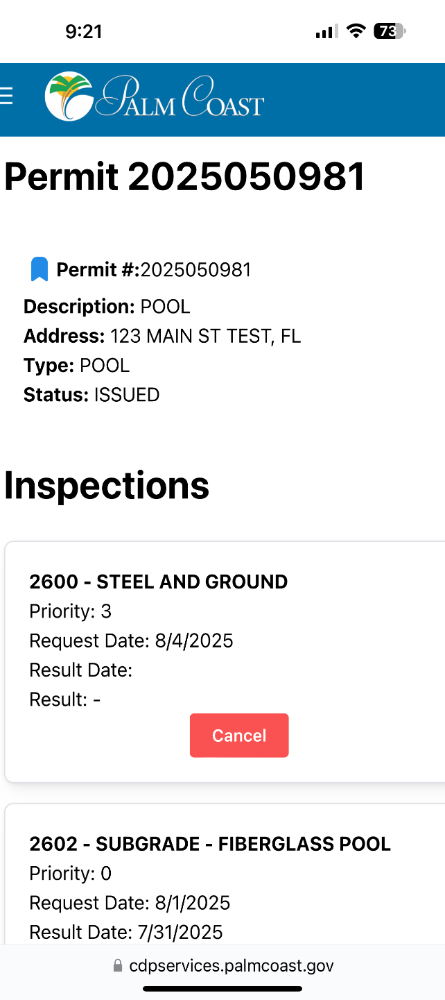 9:21
73
PALM COAST
Permit 2025050981
Permit #:2025050981
Description: POOL
Address: 123 MAIN ST TEST, FL
Type: POOL
Status: ISSUED
Inspections
2600 - STEEL AND GROUND
Priority: 3
Request Date: 8/4/2025
Result Date:
Result: -
Cancel
2602 - SUBGRADE - FIBERGLASS POOL
Priority: 0
Request Date: 8/1/2025
Result Date: 7/31/2025
cdpservices.palmcoast.gov